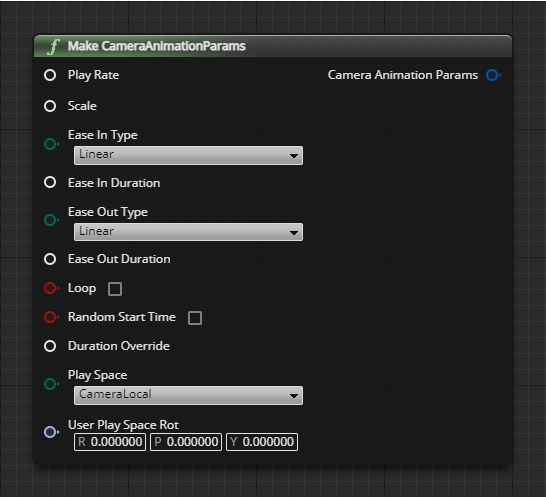 f Make CameraAnimationParams
Play Rate Camera Animation Params
Scale
Ease In Type
Linear
Ease In Duration
Ease Out Type
Linear
Ease Out Duration
Loop
Random Start Time
Duration Override
Play Space
CameraLocal
User Play Space Rot
R 0.000000 P 0.000000 Y 0.000000